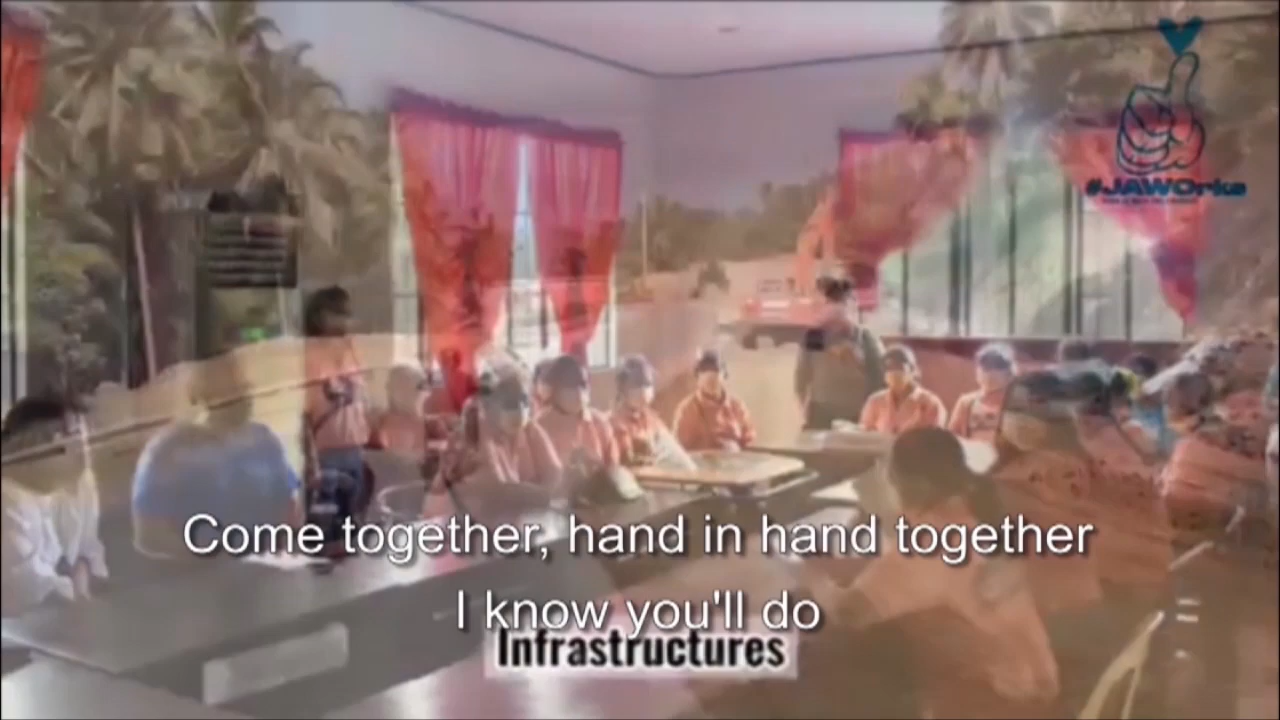 #JAWOrks
Come together, hand in hand together
I know you'll do
Infrastructures